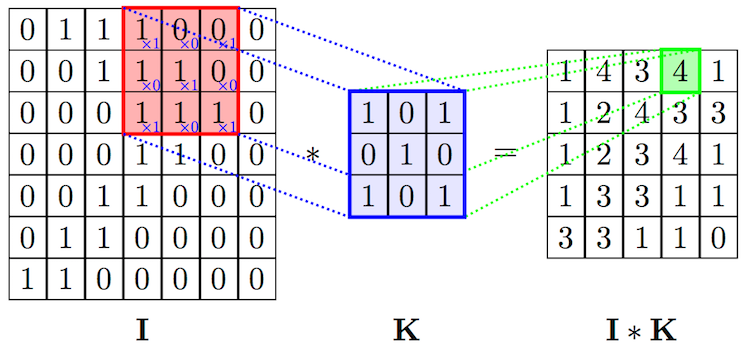 0 1 1 1×1 0×0 0×1 0
0 0 1 1×0 1×1 0×0 0 1 4 3 4 1
0 0 0 1×1 1×0 1×1 0 1 0 1 1 2 4 3 3
0 0 0 1 1 0 0 * 0 1 0 = 1 2 3 4 1
0 0 1 1 0 0 0 1 0 1 1 3 3 1 1
0 1 1 0 0 0 0 3 3 1 1 0
1 1 0 0 0 0 0
I K I * K